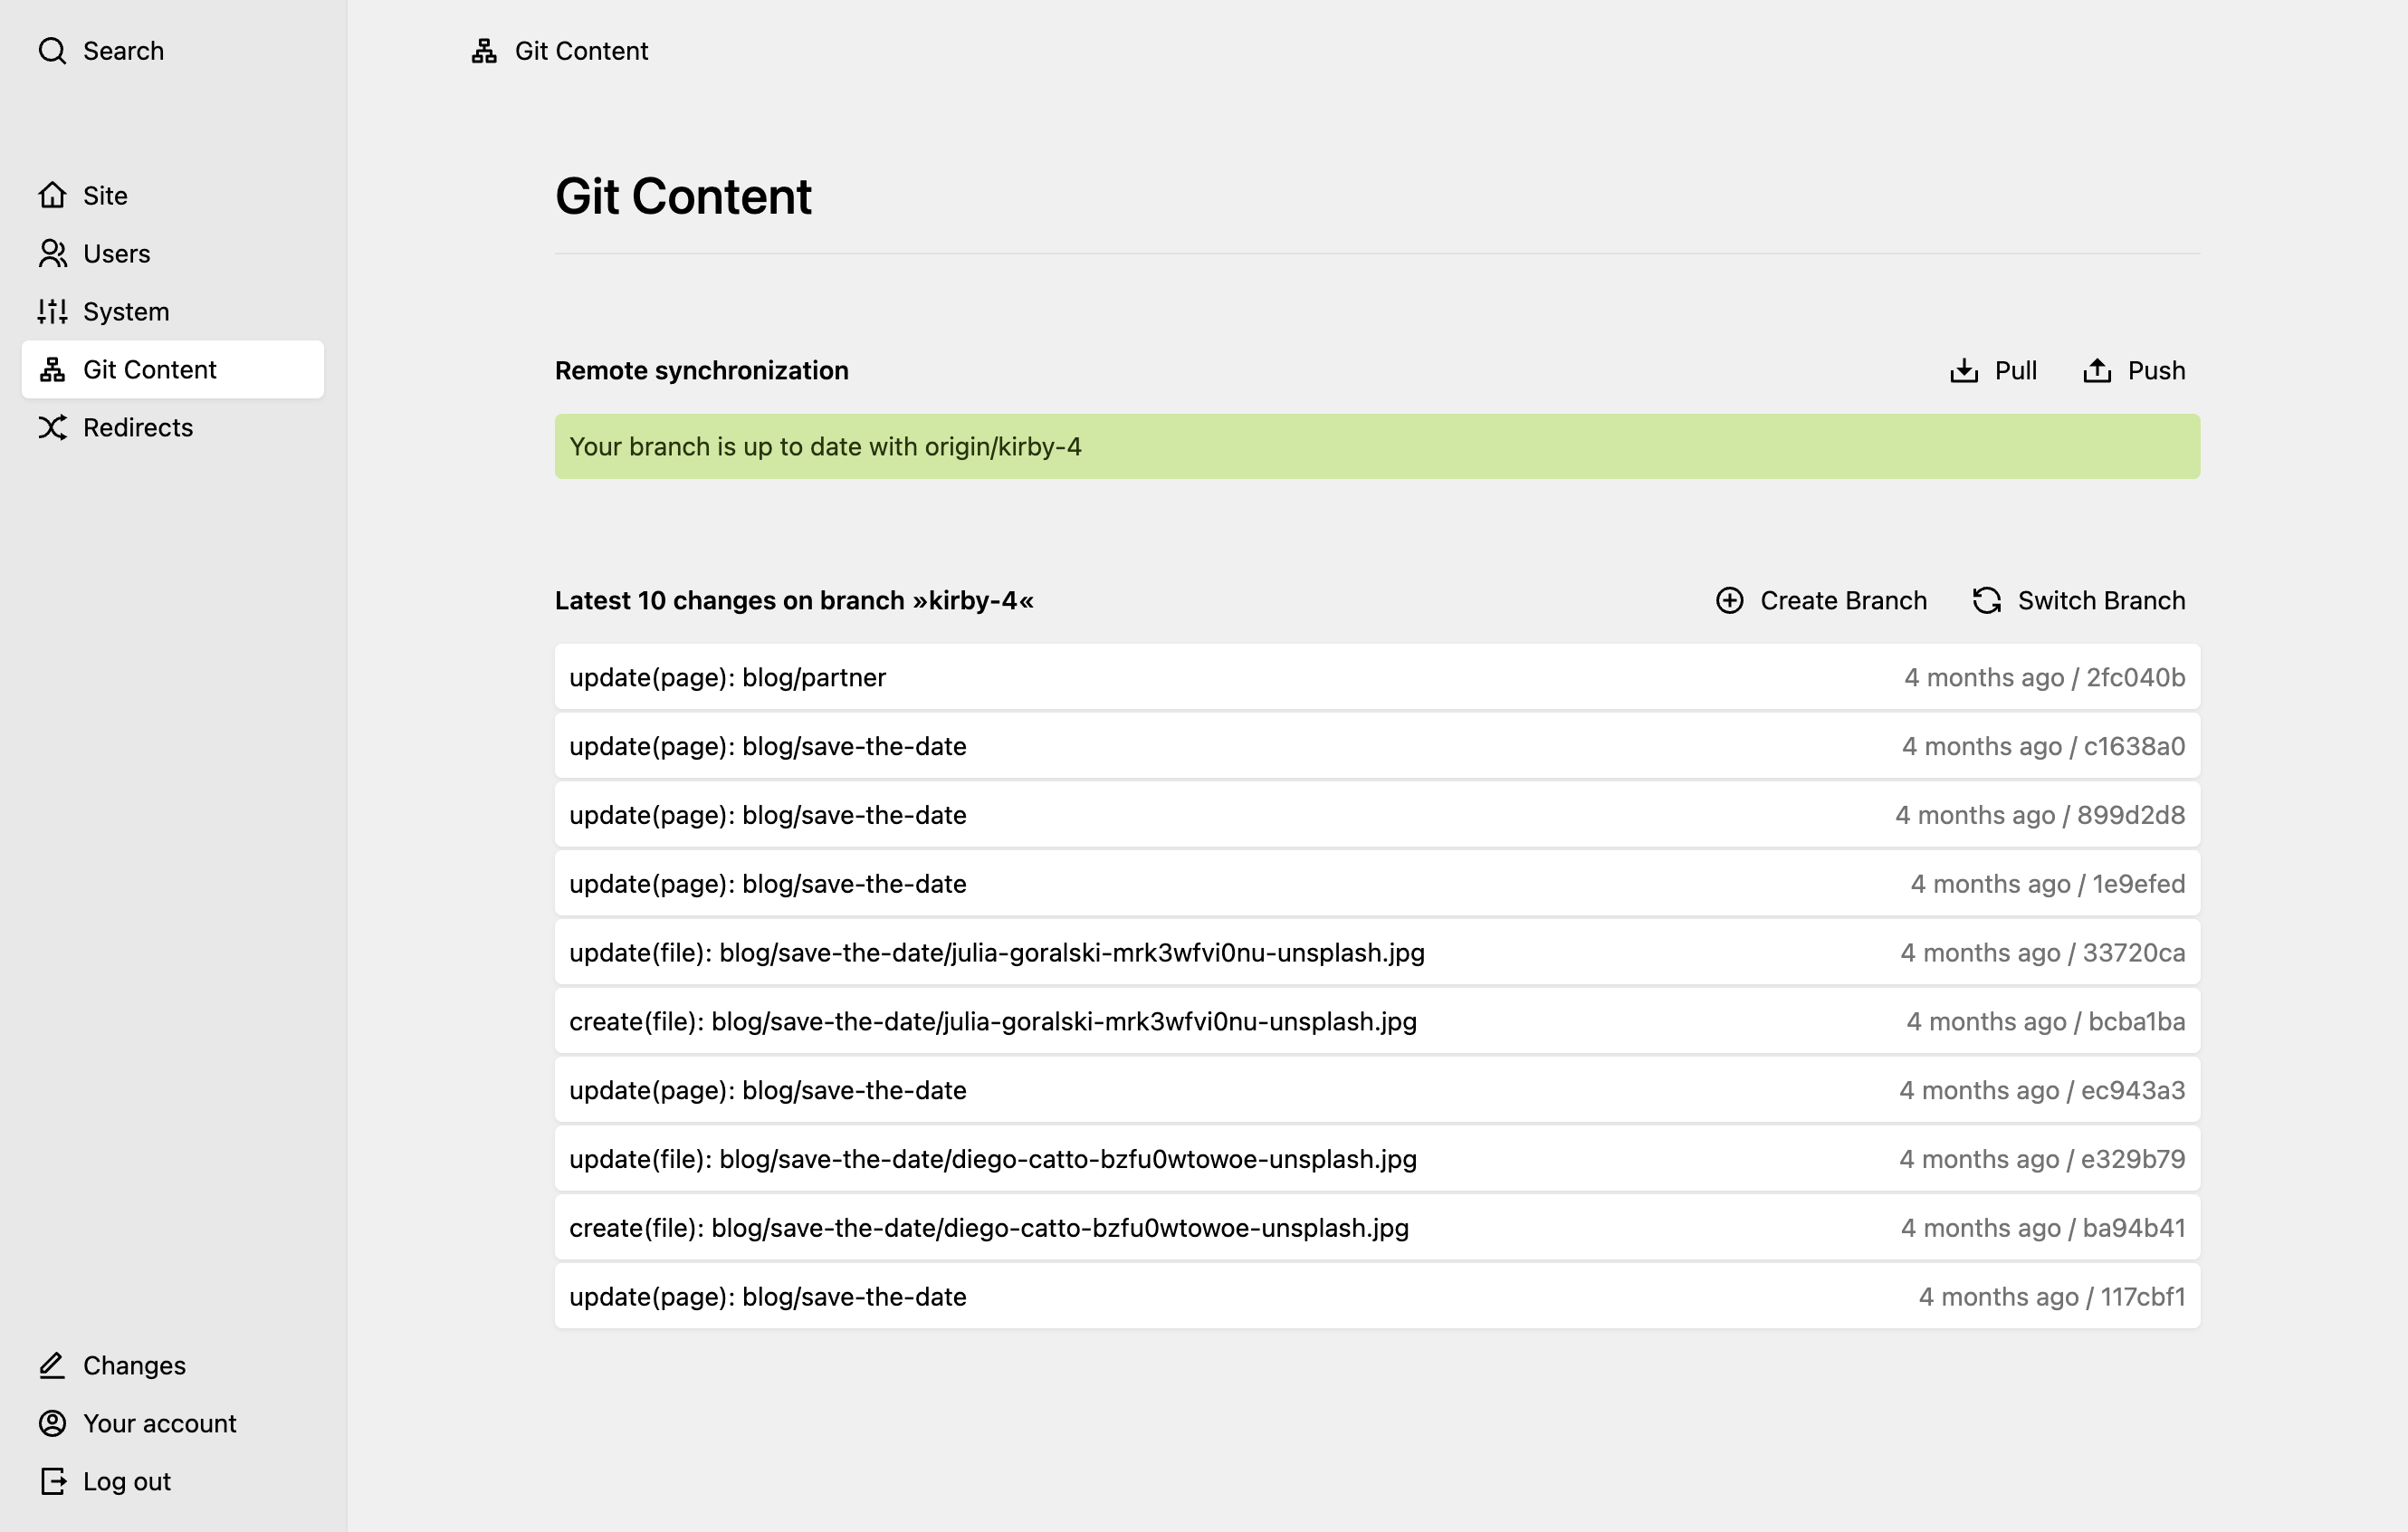 Search
Site
Users
System
Git Content
Redirects
Changes
Your account
Log out
Git Content
Git Content
Remote synchronization
Pull
Push
Your branch is up to date with origin/kirby-4
Latest 10 changes on branch »kirby-4«
Create Branch
Switch Branch
update(page): blog/partner 4 months ago / 2fc040b
update(page): blog/save-the-date 4 months ago / c1638a0
update(page): blog/save-the-date 4 months ago / 899d2d8
update(page): blog/save-the-date 4 months ago / 1e9efed
update(file): blog/save-the-date/julia-goralski-mrk3wfvi0nu-unsplash.jpg 4 months ago / 33720ca
create(file): blog/save-the-date/julia-goralski-mrk3wfvi0nu-unsplash.jpg 4 months ago / bcba1ba
update(page): blog/save-the-date 4 months ago / ec943a3
update(file): blog/save-the-date/diego-catto-bzfu0wtowoe-unsplash.jpg 4 months ago / e329b79
create(file): blog/save-the-date/diego-catto-bzfu0wtowoe-unsplash.jpg 4 months ago / ba94b41
update(page): blog/save-the-date 4 months ago / 117cbf1